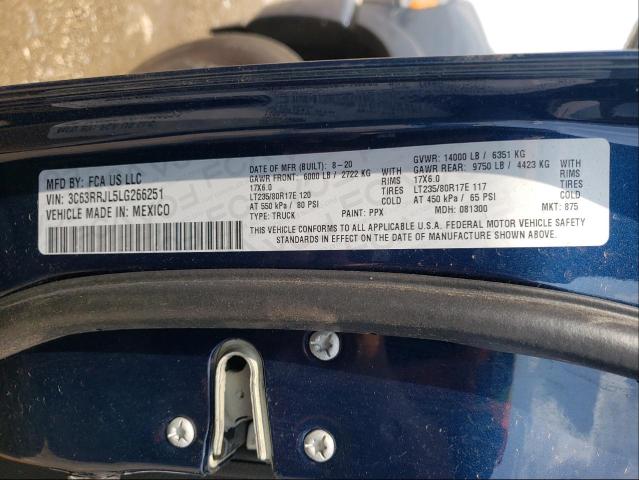 MFD BY: FCA US LLC
VIN: 3C63RRJL5LG266251
VEHICLE MADE IN: MEXICO
DATE OF MFR (BUILT): 8-20
GAWR FRONT: 6000 LB / 2722 KG
17X6.0 RIMS
LT235/80R17E 120 TIRES
AT 550 kPa / 80 PSI COLD
TYPE: TRUCK PAINT: PPX
GVWR: 14000 LB / 6351 KG
GAWR REAR: 9750 LB / 4423 KG
17X6.0 RIMS
LT235/80R17E 117 TIRES
AT 450 kPa / 65 PSI COLD
MDH: 081300 MKT: 875
THIS VEHICLE CONFORMS TO ALL APPLICABLE U.S.A. FEDERAL MOTOR VEHICLE
STANDARDS IN EFFECT ON THE DATE OF MANUFACTURE SHOWN ABOVE.